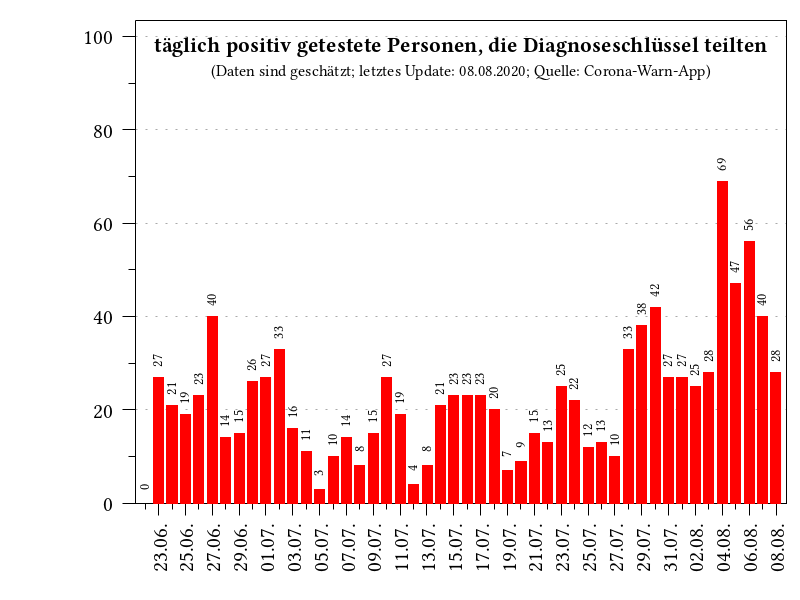 täglich positiv getestete Personen, die Diagnoseschlüssel teilten
(Daten sind geschätzt; letztes Update: 08.08.2020; Quelle: Corona-Warn-App)
100
80
60
40
20
0
0 27 21 19 23 40 14 15 26 27 33 16 11 3 10 14 8 15 27 19 4 8 21 23 23 23 20 7 9 15 13 25 22 12 13 10 33 38 42 27 27 25 28 69 47 56 40 28
23.06. 25.06. 27.06. 29.06. 01.07. 03.07. 05.07. 07.07. 09.07. 11.07. 13.07. 15.07. 17.07. 19.07. 21.07. 23.07. 25.07. 27.07. 29.07. 31.07. 02.08. 04.08. 06.08. 08.08.